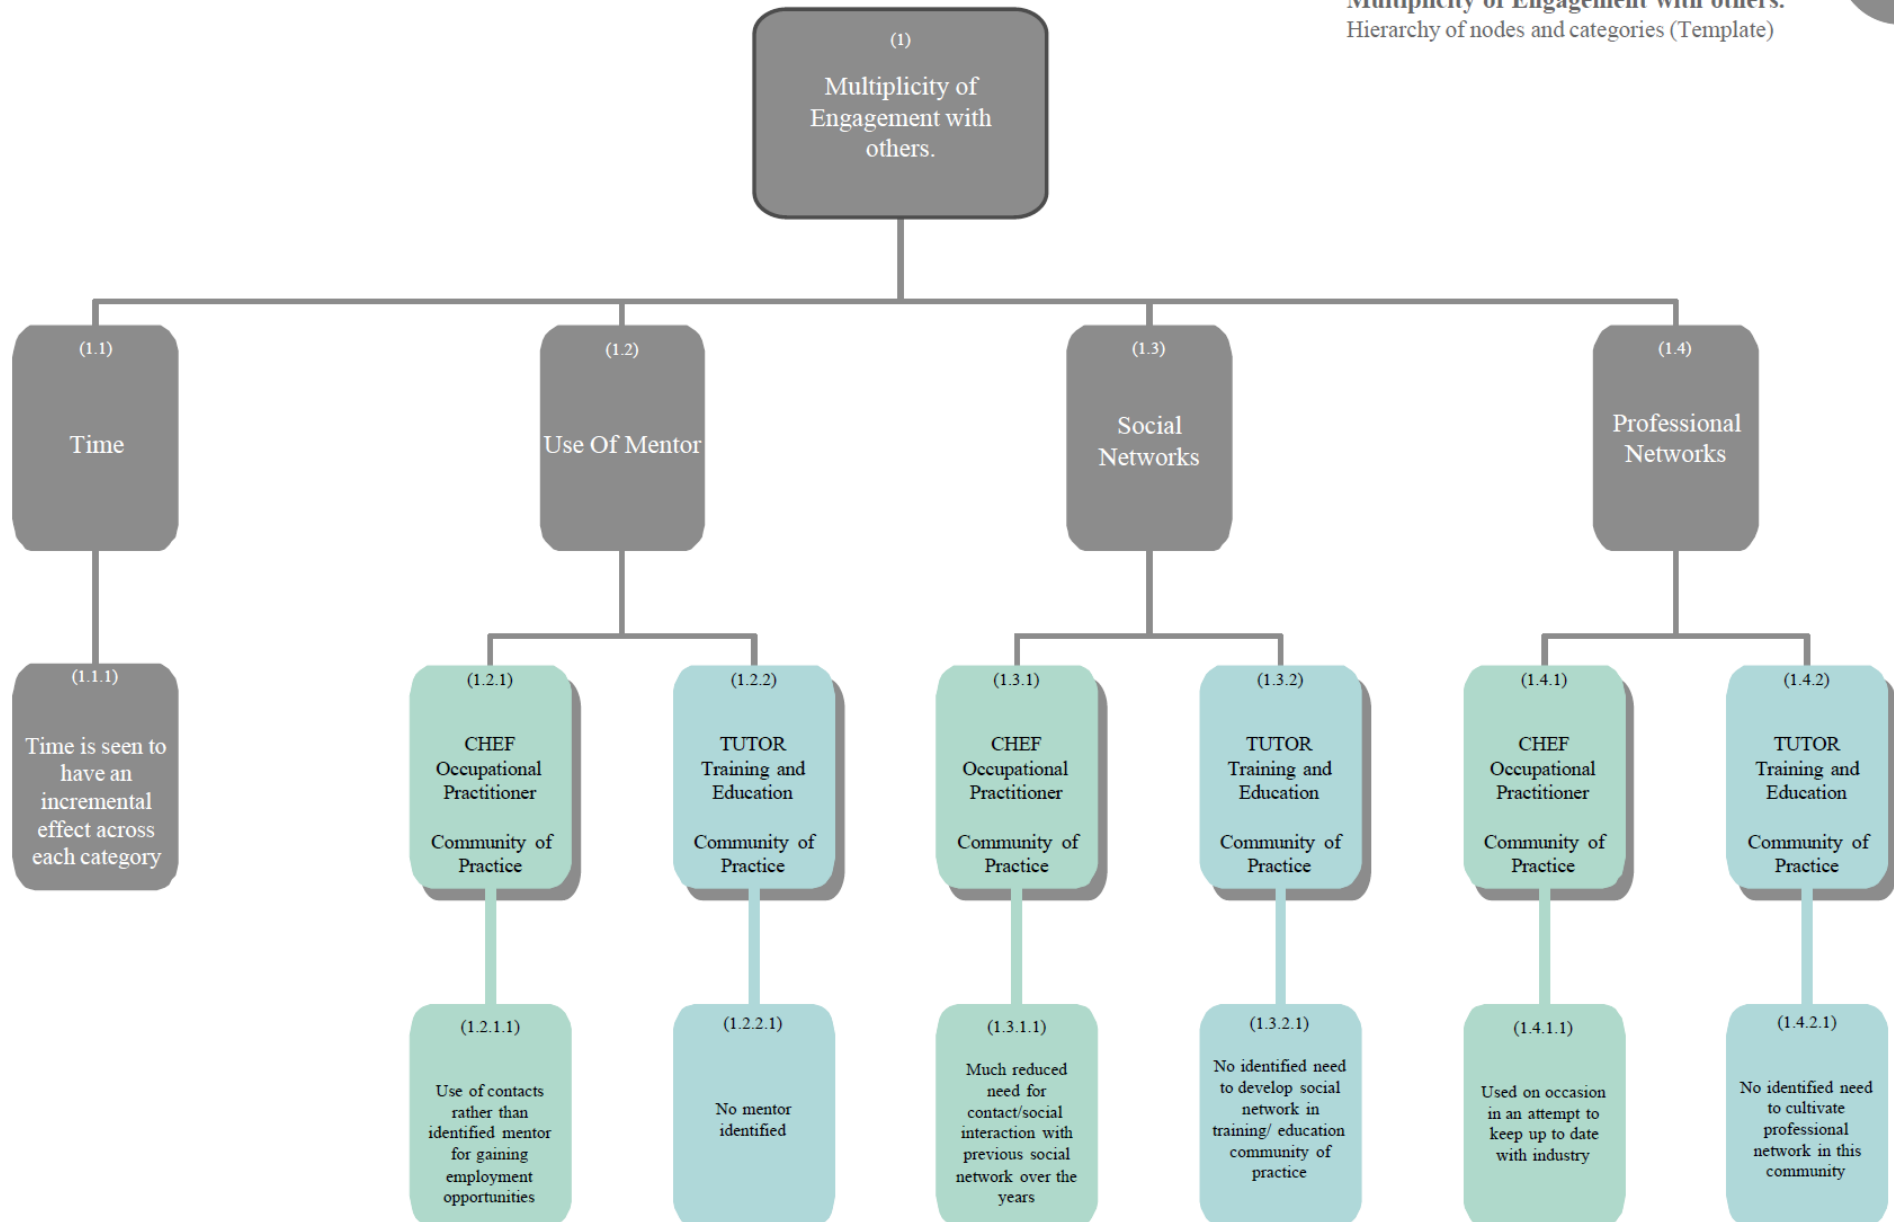 Multiplicity of Engagement with others.
Hierarchy of nodes and categories (Template)
(1)
Multiplicity of
Engagement with
others.
(1.1)
Time
(1.2)
Use Of Mentor
(1.3)
Social
Networks
(1.4)
Professional
Networks
(1.1.1)
Time is seen to
have an
incremental
effect across
each category
(1.2.1)
CHEF
Occupational
Practitioner
Community of
Practice
(1.2.2)
TUTOR
Training and
Education
Community of
Practice
(1.3.1)
CHEF
Occupational
Practitioner
Community of
Practice
(1.3.2)
TUTOR
Training and
Education
Community of
Practice
(1.4.1)
CHEF
Occupational
Practitioner
Community of
Practice
(1.4.2)
TUTOR
Training and
Education
Community of
Practice
(1.2.1.1)
Use of contacts
rather than
identified mentor
for gaining
employment
opportunities
(1.2.2.1)
No mentor
identified
(1.3.1.1)
Much reduced
need for
contact/social
interaction with
previous social
network over the
years
(1.3.2.1)
No identified need
to develop social
network in
training/ education
community of
practice
(1.4.1.1)
Used on occasion
in an attempt to
keep up to date
with industry
(1.4.2.1)
No identified need
to cultivate
professional
network in this
community